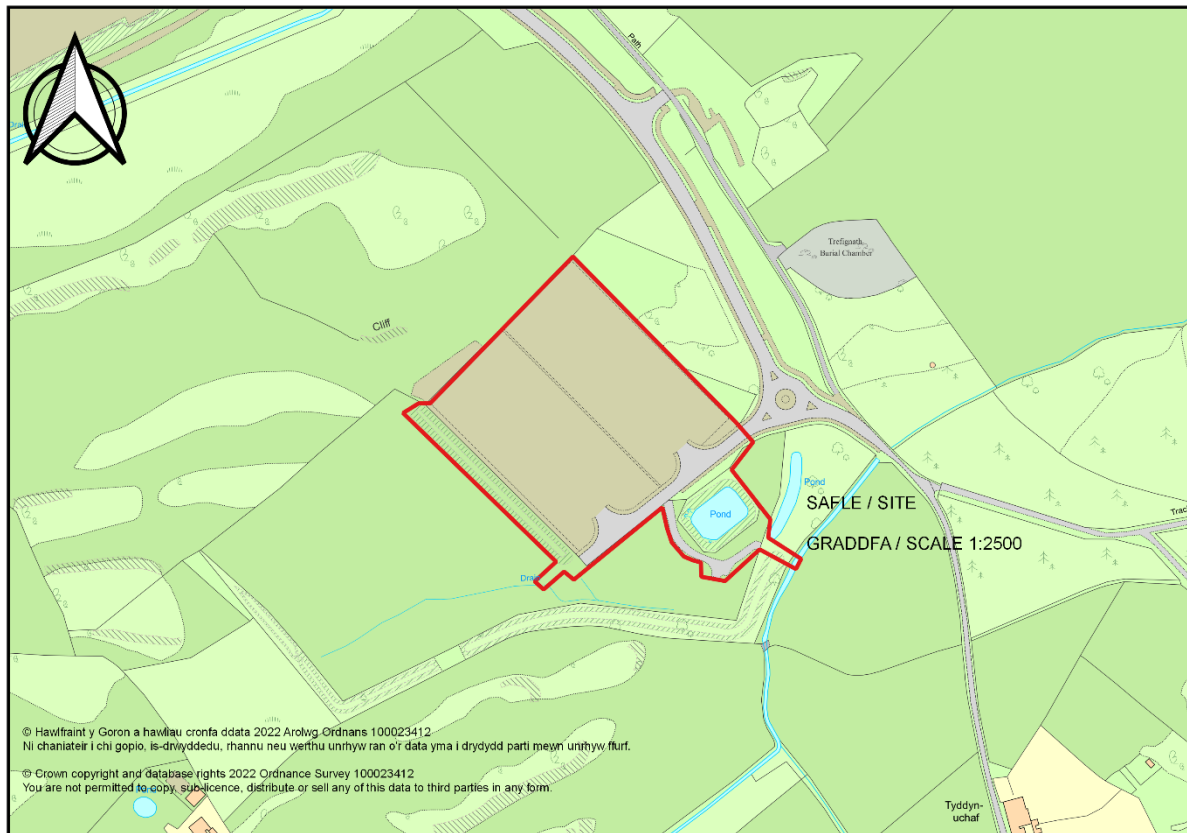 Path
Drain
Trefignath
Burial Chamber
Cliff
Pond
Pond
SAFLE / SITE
GRADDFA / SCALE 1:2500
Track
Drain
© Hawlfraint y Goron a hawliau cronfa ddata 2022 Arolwg Ordnans 100023412
Ni chaniateir i chi gopio, is-drwyddedu, rhannu neu werthu unrhyw ran o'r data yma i drydydd parti mewn unrhyw ffurf.
© Crown copyright and database rights 2022 Ordnance Survey 100023412
You are not permitted to copy, sub-licence, distribute or sell any of this data to third parties in any form.
Pond
Tyddyn-
uchaf